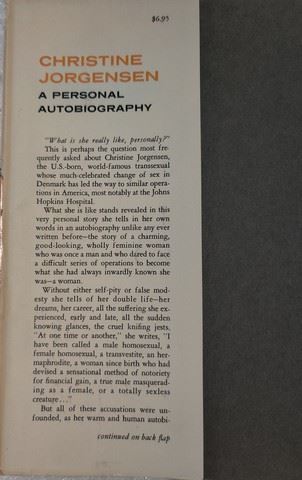 $6.95
CHRISTINE
JORGENSEN
A PERSONAL
AUTOBIOGRAPHY
"What is she really like, personally?"
This is perhaps the question most fre-
quently asked about Christine Jorgensen,
the U.S.-born, world-famous transsexual
whose much-celebrated change of sex in
Denmark has led the way to similar opera-
tions in America, most notably at the Johns
Hopkins Hospital.
What she is like stands revealed in this
very personal story she tells in her own
words in an autobiography unlike any ever
written before—the story of a charming,
good-looking, wholly feminine woman
who was once a man and who dared to face
a difficult series of operations to become
what she had always inwardly known she
was—a woman.
Without either self-pity or false mod-
esty she tells of her double life—her
dreams, her career, all the suffering she ex-
perienced, early and late, all the sudden
knowing glances, the cruel knifing jests.
"At one time or another," she writes, "I
have been called a male homosexual, a
female homosexual, a transvestite, an her-
maphrodite, a woman since birth who had
devised a sensational method of notoriety
for financial gain, a true male masquerad-
ing as a female, or a totally sexless
creature . . ."
But all of these accusations were un-
founded, as her warm and human autobi-
continued on back flap